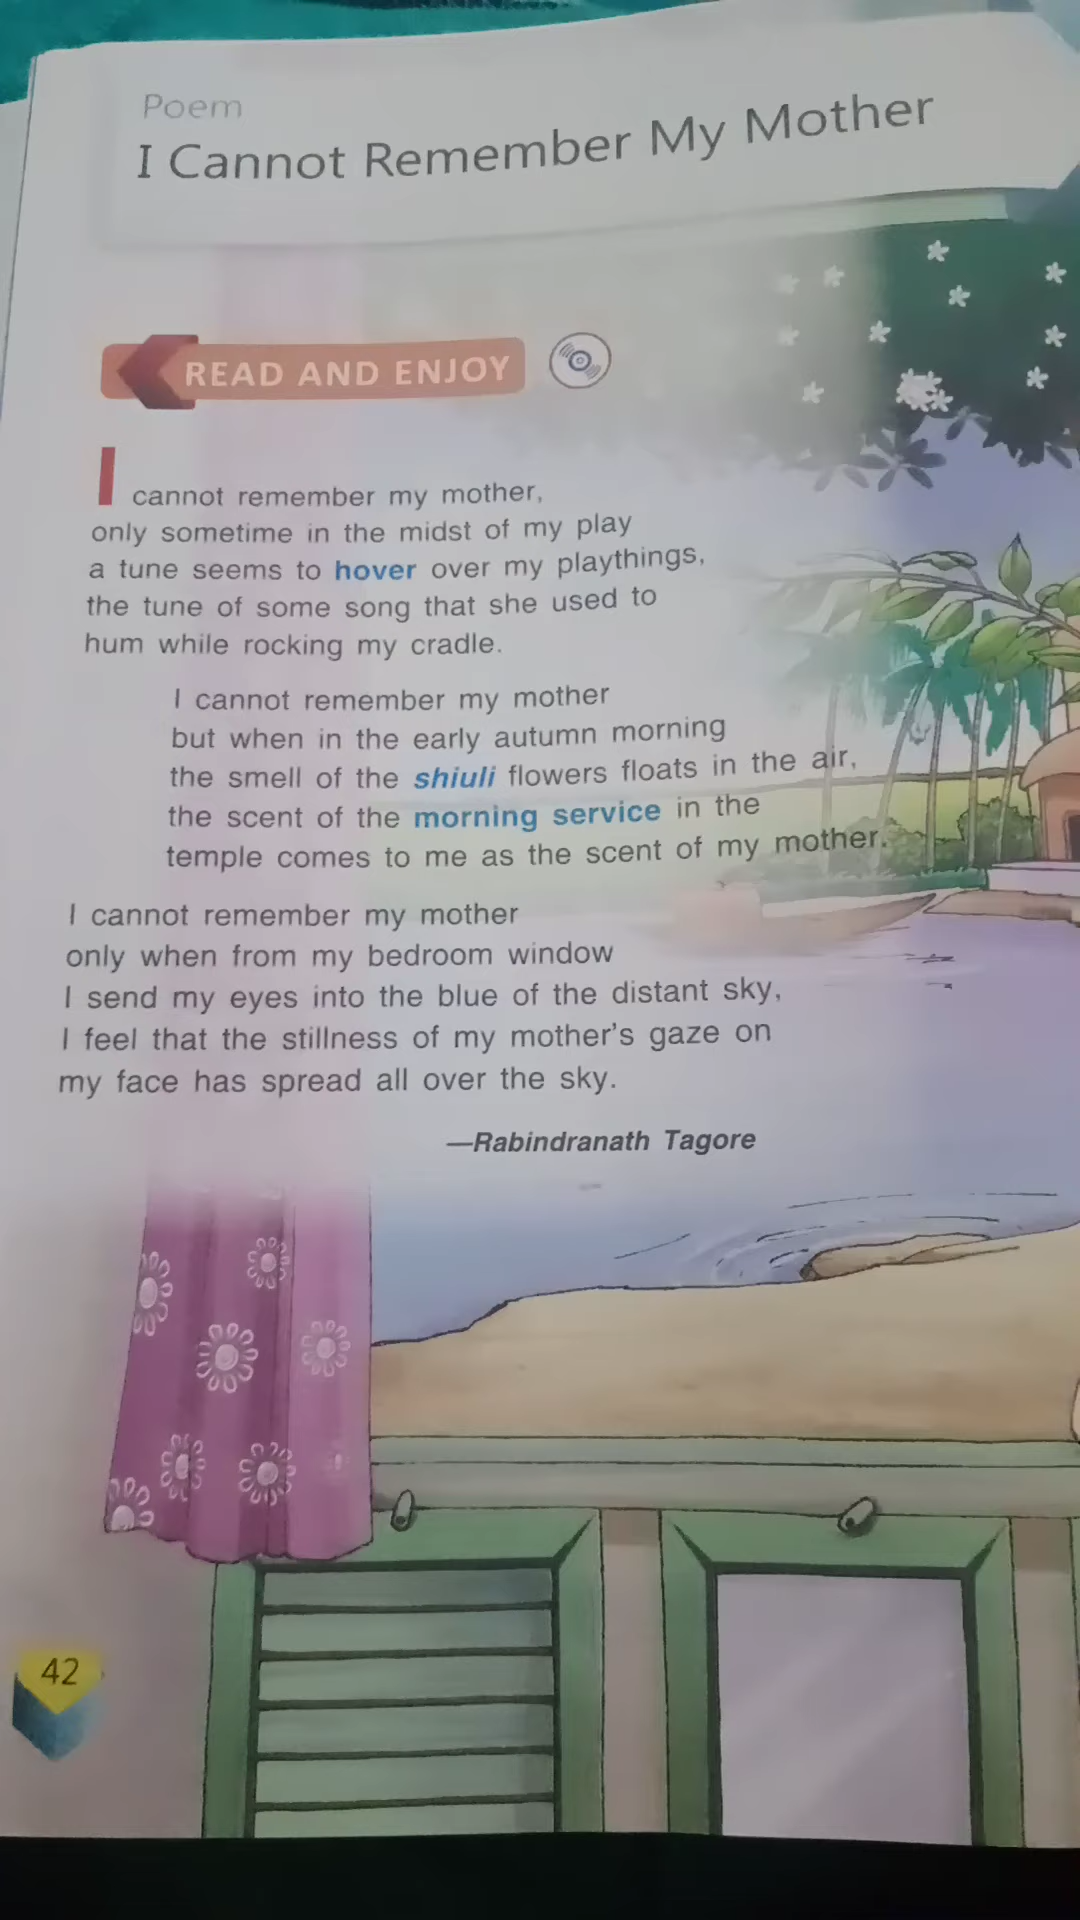 Poem
I Cannot Remember My Mother
READ AND ENJOY
I cannot remember my mother,
only sometime in the midst of my play
a tune seems to hover over my playthings,
the tune of some song that she used to
hum while rocking my cradle.
I cannot remember my mother
but when in the early autumn morning
the smell of the shiuli flowers floats in the air,
the scent of the morning service in the
temple comes to me as the scent of my mother.
I cannot remember my mother
only when from my bedroom window
I send my eyes into the blue of the distant sky,
I feel that the stillness of my mother's gaze on
my face has spread all over the sky.
—Rabindranath Tagore
42